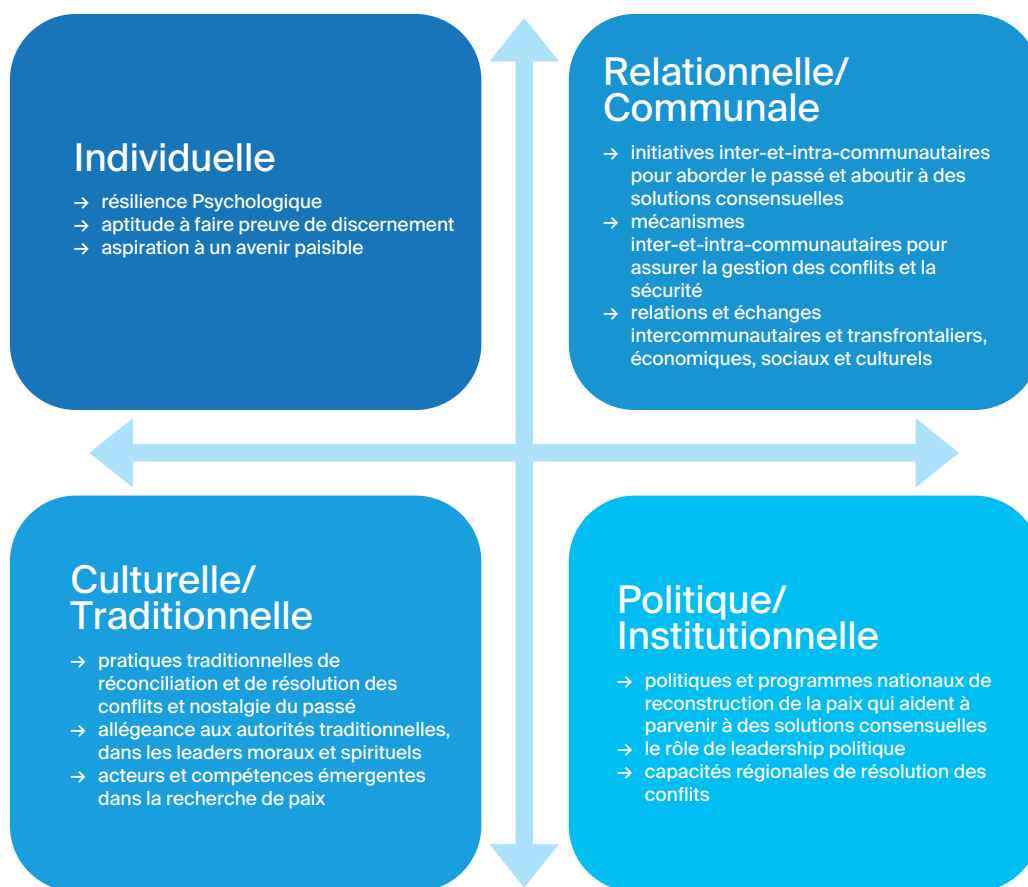 Individuelle
→ résilience Psychologique
→ aptitude à faire preuve de discernement
→ aspiration à un avenir paisible
Relationnelle/
Communale
→ initiatives inter-et-intra-communautaires
pour aborder le passé et aboutir à des
solutions consensuelles
→ mécanismes
inter-et-intra-communautaires pour
assurer la gestion des conflits et la
sécurité
→ relations et échanges
intercommunautaires et transfrontaliers,
économiques, sociaux et culturels
Culturelle/
Traditionnelle
→ pratiques traditionnelles de
réconciliation et de résolution des
conflits et nostalgie du passé
→ allégeance aux autorités traditionnelles,
dans les leaders moraux et spirituels
→ acteurs et compétences émergentes
dans la recherche de paix
Politique/
Institutionnelle
→ politiques et programmes nationaux de
reconstruction de la paix qui aident à
parvenir à des solutions consensuelles
→ le rôle de leadership politique
→ capacités régionales de résolution des
conflits